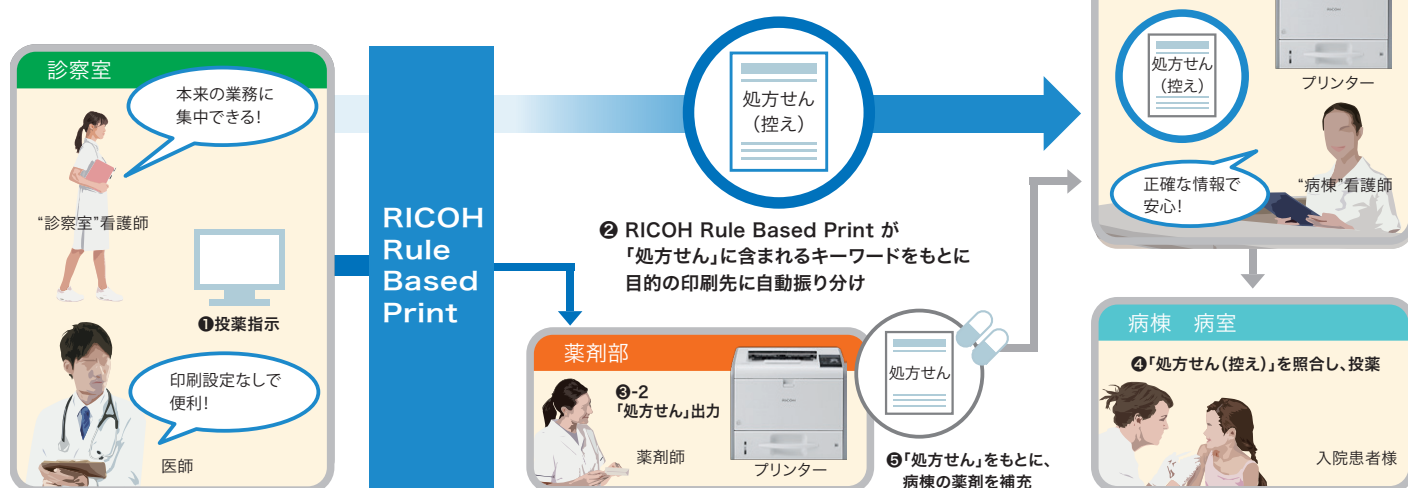 診察室
本来の業務に
集中できる!
“診察室”看護師
❶投薬指示
印刷設定なしで
便利!
医師
RICOH
Rule
Based
Print
処方せん
（控え）
❷ RICOH Rule Based Print が
「処方せん」に含まれるキーワードをもとに
目的の印刷先に自動振り分け
薬剤部
❸-2
「処方せん」出力
薬剤師
プリンター
処方せん
❺「処方せん」をもとに、
病棟の薬剤を補充
処方せん
（控え）
プリンター
正確な情報で
安心!
“病棟”看護師
病棟　病室
❹「処方せん（控え）」を照合し、投薬
入院患者様